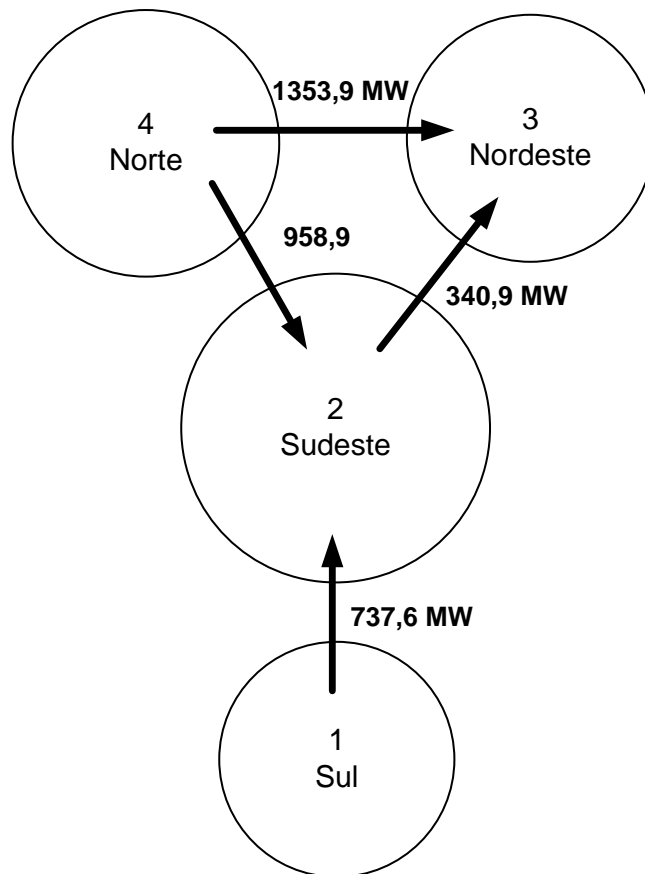 1353,9 MW
4
Norte
3
Nordeste
958,9
340,9 MW
2
Sudeste
737,6 MW
1
Sul